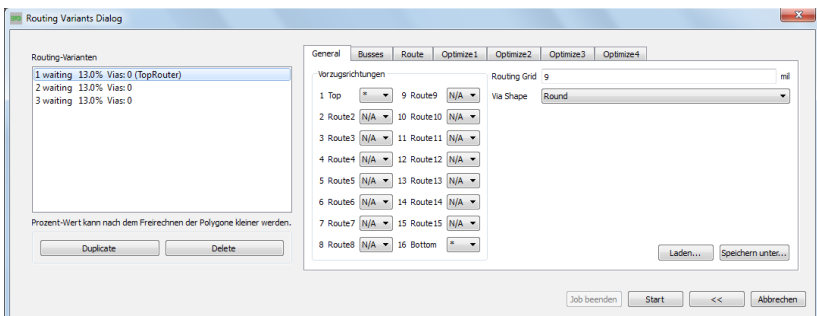 Routing Variants Dialog
Routing-Varianten
1 waiting 13.0% Vias: 0 (TopRouter)
2 waiting 13.0% Vias: 0
3 waiting 13.0% Vias: 0
Prozent-Wert kann nach dem Freirechnen der Polygone kleiner werden.
Duplicate Delete
General Busses Route Optimize1 Optimize2 Optimize3 Optimize4
Vorzugsrichtungen
1 Top * 9 Route9 N/A
2 Route2 N/A 10 Route10 N/A
3 Route3 N/A 11 Route11 N/A
4 Route4 N/A 12 Route12 N/A
5 Route5 N/A 13 Route13 N/A
6 Route6 N/A 14 Route14 N/A
7 Route7 N/A 15 Route15 N/A
8 Route8 N/A 16 Bottom *
Routing Grid 9 mil
Via Shape Round
Laden... Speichern unter...
Job beenden Start << Abbrechen